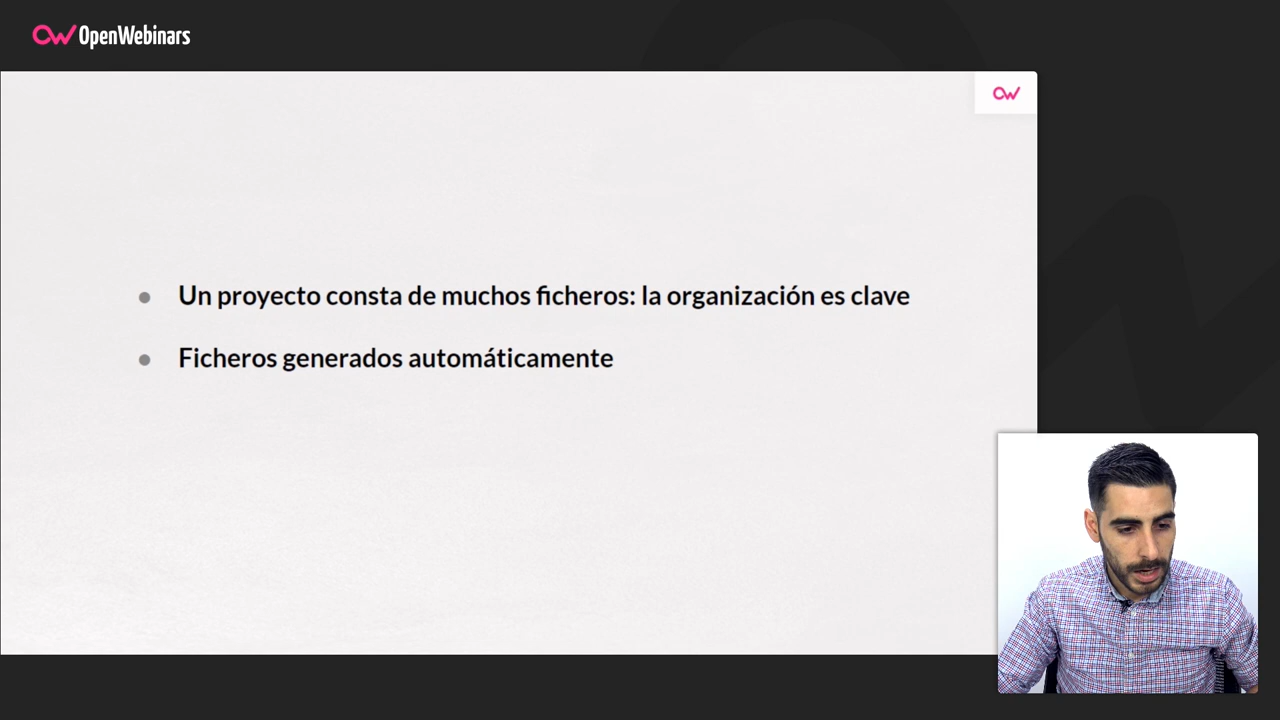 OpenWebinars
Un proyecto consta de muchos ficheros: la organización es clave
Ficheros generados automáticamente